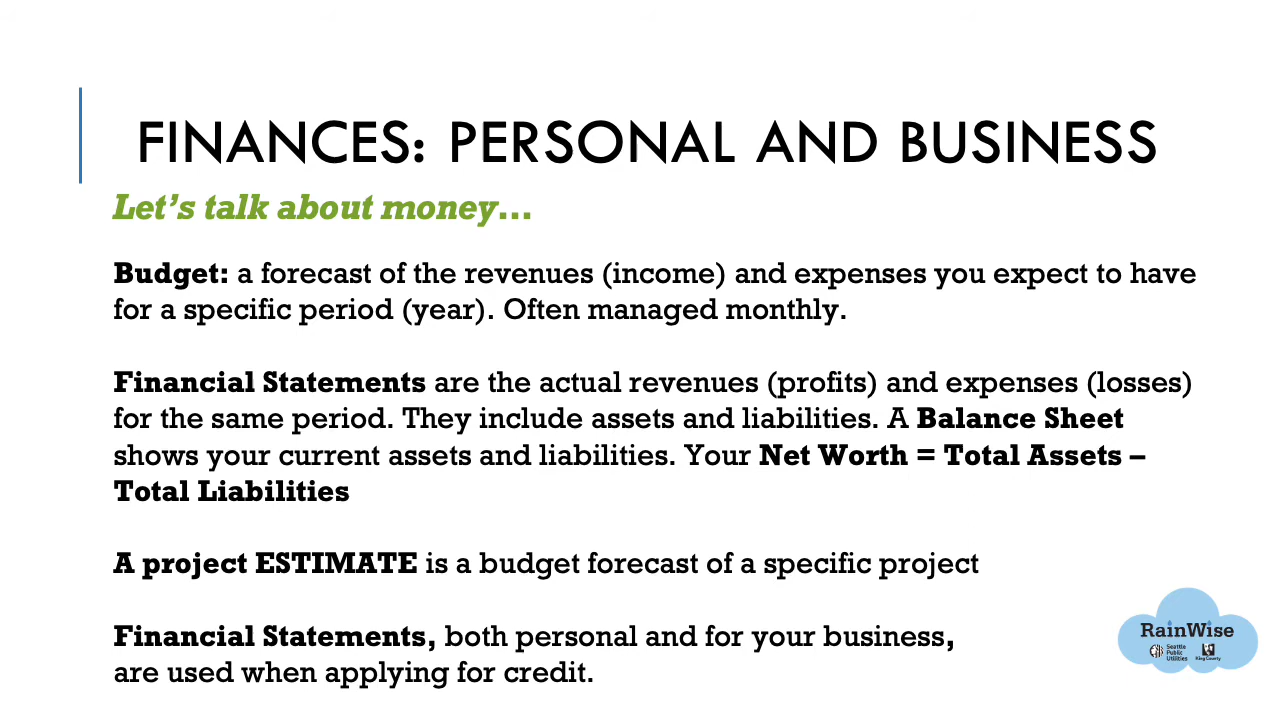 FINANCES: PERSONAL AND BUSINESS
Let's talk about money...
Budget: a forecast of the revenues (income) and expenses you expect to have
for a specific period (year). Often managed monthly.
Financial Statements are the actual revenues (profits) and expenses (losses)
for the same period. They include assets and liabilities. A Balance Sheet
shows your current assets and liabilities. Your Net Worth = Total Assets –
Total Liabilities
A project ESTIMATE is a budget forecast of a specific project
Financial Statements, both personal and for your business,
are used when applying for credit.
RainWise
Seattle
Public
Utilities
King County